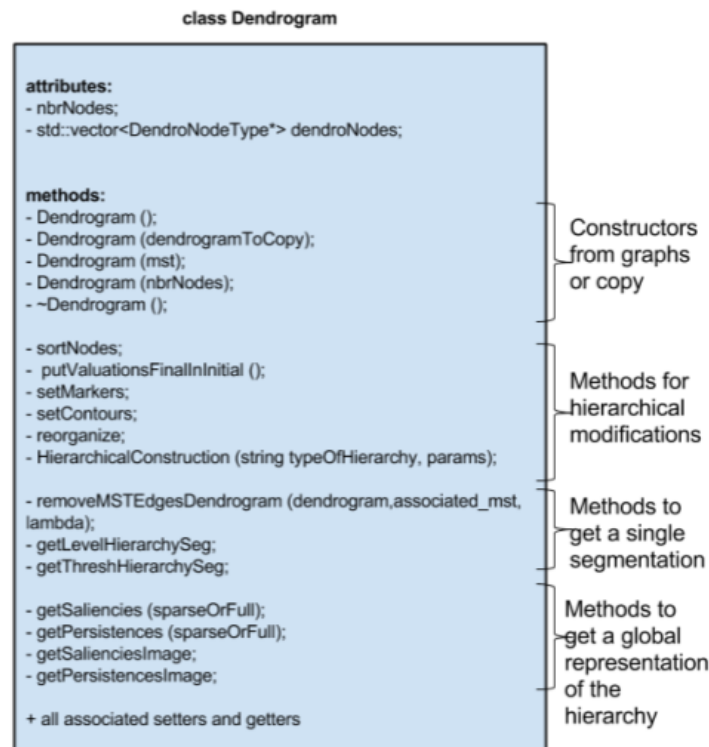 class Dendrogram
attributes:
- nbrNodes;
- std::vector<DendroNodeType*> dendroNodes;
methods:
- Dendrogram ();
- Dendrogram (dendrogramToCopy);
- Dendrogram (mst);
- Dendrogram (nbrNodes);
- ~Dendrogram ();
Constructors
from graphs
or copy
- sortNodes;
- putValuationsFinalInInitial ();
- setMarkers;
- setContours;
- reorganize;
- HierarchicalConstruction (string typeOfHierarchy, params);
Methods for
hierarchical
modifications
- removeMSTEdgesDendrogram (dendrogram,associated_mst,
lambda);
- getLevelHierarchySeg;
- getThreshHierarchySeg;
Methods to
get a single
segmentation
- getSaliencies (sparseOrFull);
- getPersistences (sparseOrFull);
- getSalienciesImage;
- getPersistencesImage;
Methods to
get a global
representation
of the
hierarchy
+ all associated setters and getters